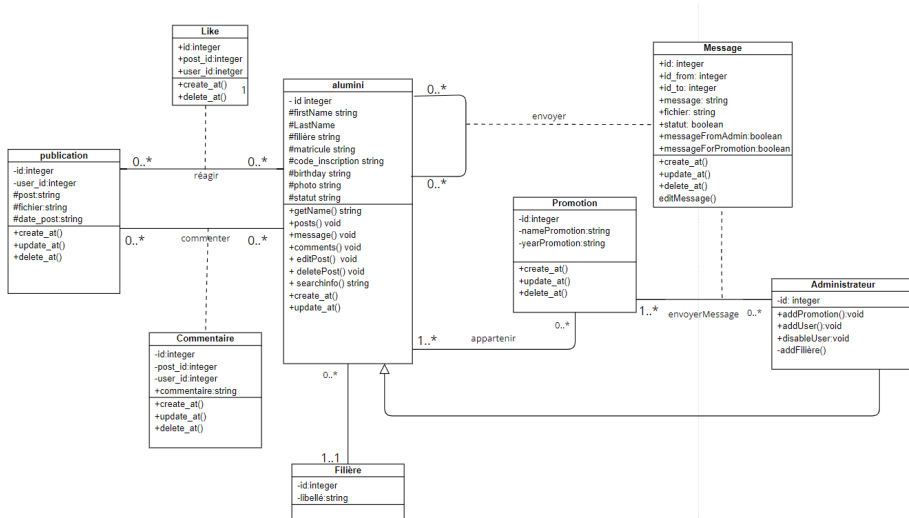 Like
+id:integer
+post_id:integer
+user_id:inetger
+create_at()
+delete_at()
1
Message
+id: integer
+id_from: integer
+id_to: integer
+message: string
+fichier: string
+statut: boolean
+messageFromAdmin:boolean
+messageForPromotion:boolean
+create_at()
+update_at()
+delete_at()
editMessage()
alumini
- id integer
#firstName string
#LastName
#filière string
#matricule string
#code_inscription string
#birthday string
#photo string
#statut string
+getName() string
+posts() void
+message() void
+comments() void
+ editPost() void
+ deletePost() void
+ searchinfo() string
+create_at()
+update_at()
0..*
envoyer
0..*
publication
-id:integer
-user_id:integer
#post:string
#fichier:string
#date_post:string
+create_at()
+update_at()
+delete_at()
0..*
0..*
réagir
0..*
commenter
0..*
Promotion
-id:integer
-namePromotion:string
-yearPromotion:string
+create_at()
+update_at()
+delete_at()
Administrateur
-id: integer
+addPromotion():void
+addUser():void
+disableUser:void
-addFilière()
1..*
envoyerMessage
0..*
1..*
appartenir
0..*
Commentaire
-id:integer
-post_id:integer
-user_id:integer
+commentaire:string
+create_at()
+update_at()
+delete_at()
0..*
1..1
Filière
-id:integer
-libellé:string